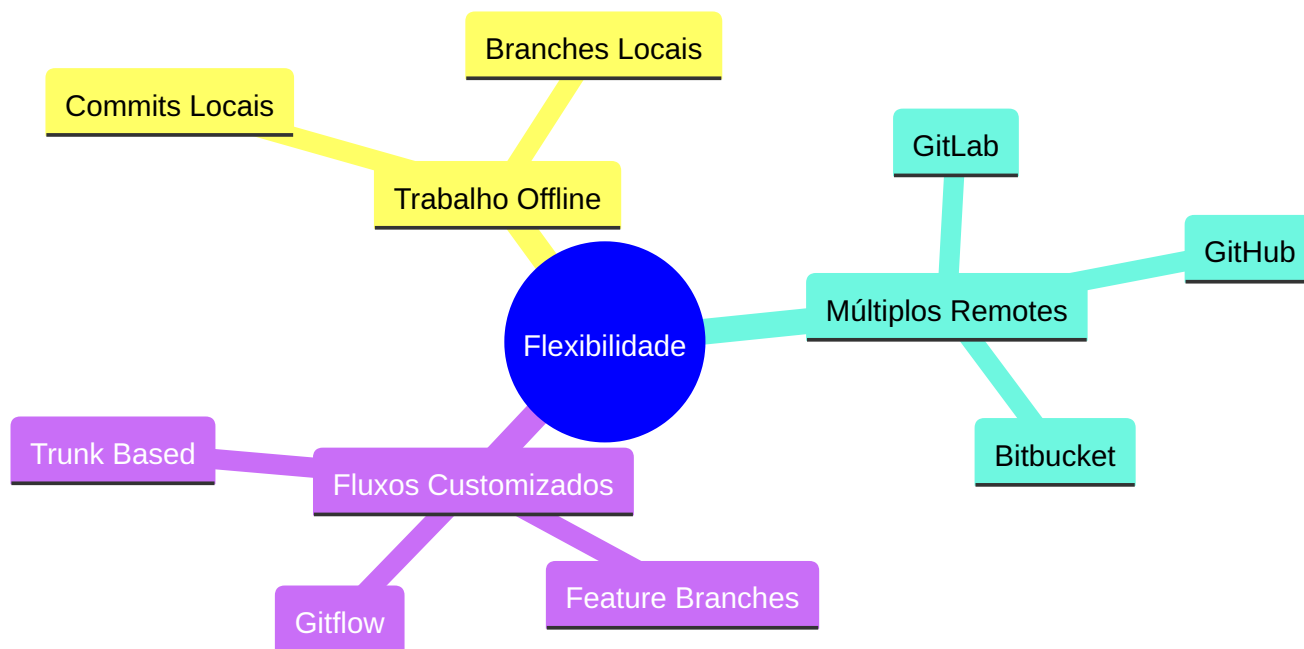 Branches Locais
Commits Locais
Trabalho Offline
GitLab
GitHub
Múltiplos Remotes
Bitbucket
Flexibilidade
Trunk Based
Fluxos Customizados
Gitflow
Feature Branches